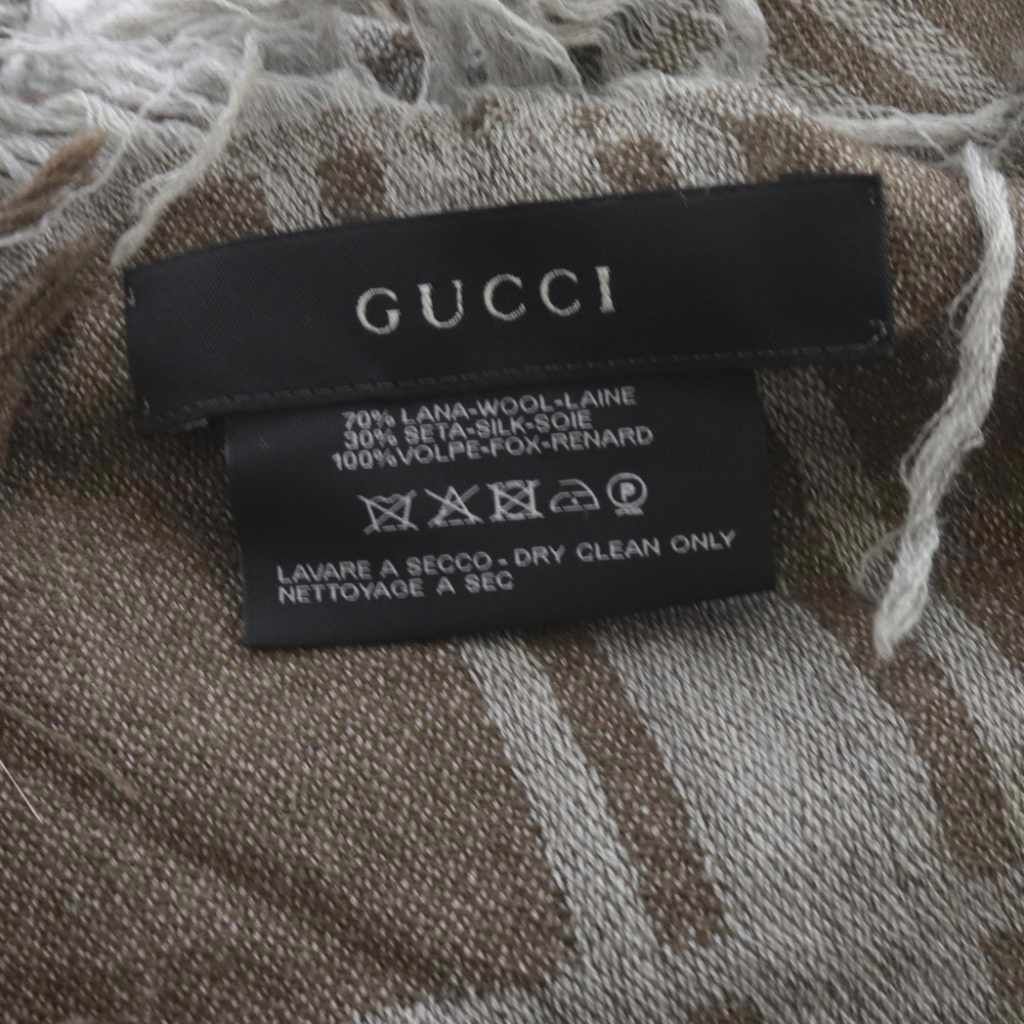 GUCCI
70% LANA-WOOL-LAINE
30% SETA-SILK-SOIE
100%VOLPE-FOX-RENARD
P
LAVARE A SECCO - DRY CLEAN ONLY
NETTOYAGE A SEC